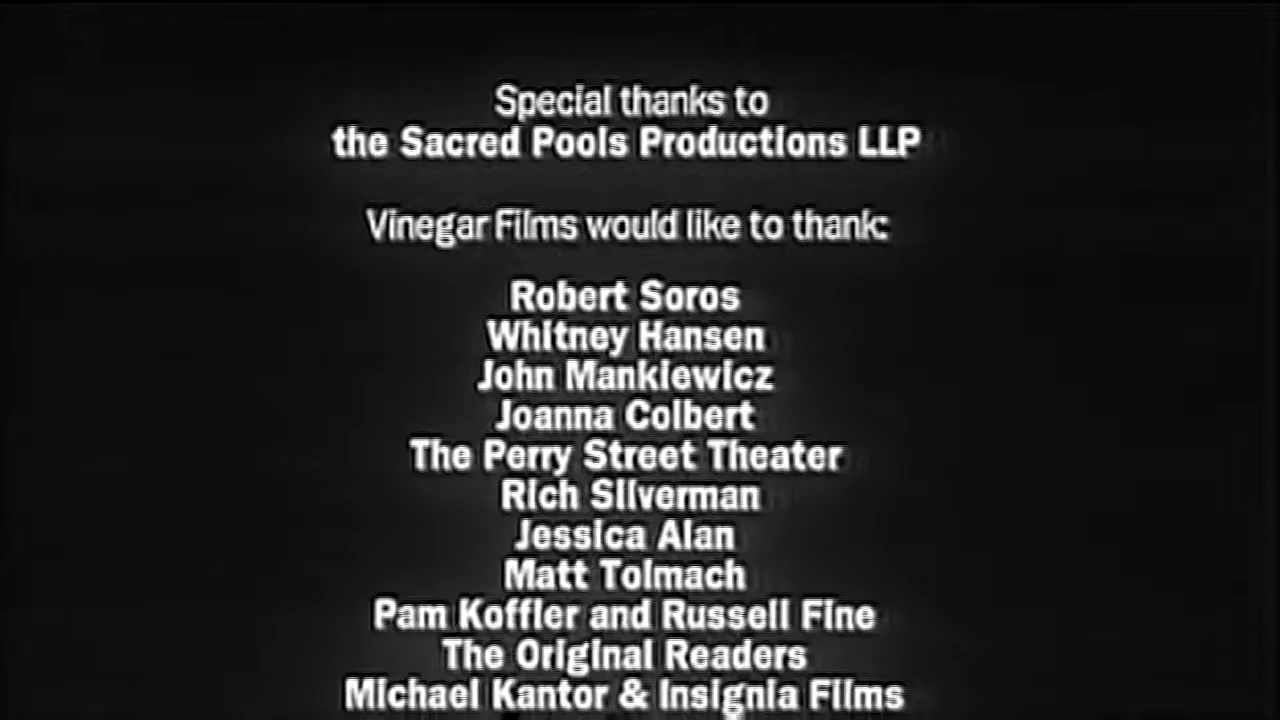 Special thanks to
the Sacred Pools Productions LLP
Vinegar Films would like to thank:
Robert Soros
Whitney Hansen
John Mankiewicz
Joanna Colbert
The Perry Street Theater
Rich Silverman
Jessica Alan
Matt Tolmach
Pam Koffler and Russell Fine
The Original Readers
Michael Kantor & Insignia Films